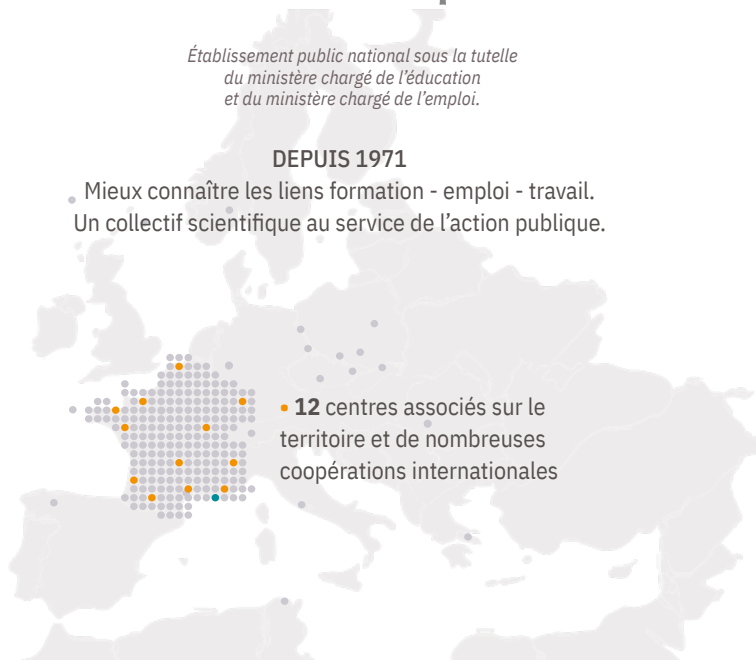 Établissement public national sous la tutelle
du ministère chargé de l’éducation
et du ministère chargé de l’emploi.
DEPUIS 1971
Mieux connaître les liens formation - emploi - travail.
Un collectif scientifique au service de l’action publique.
• 12 centres associés sur le
territoire et de nombreuses
coopérations internationales